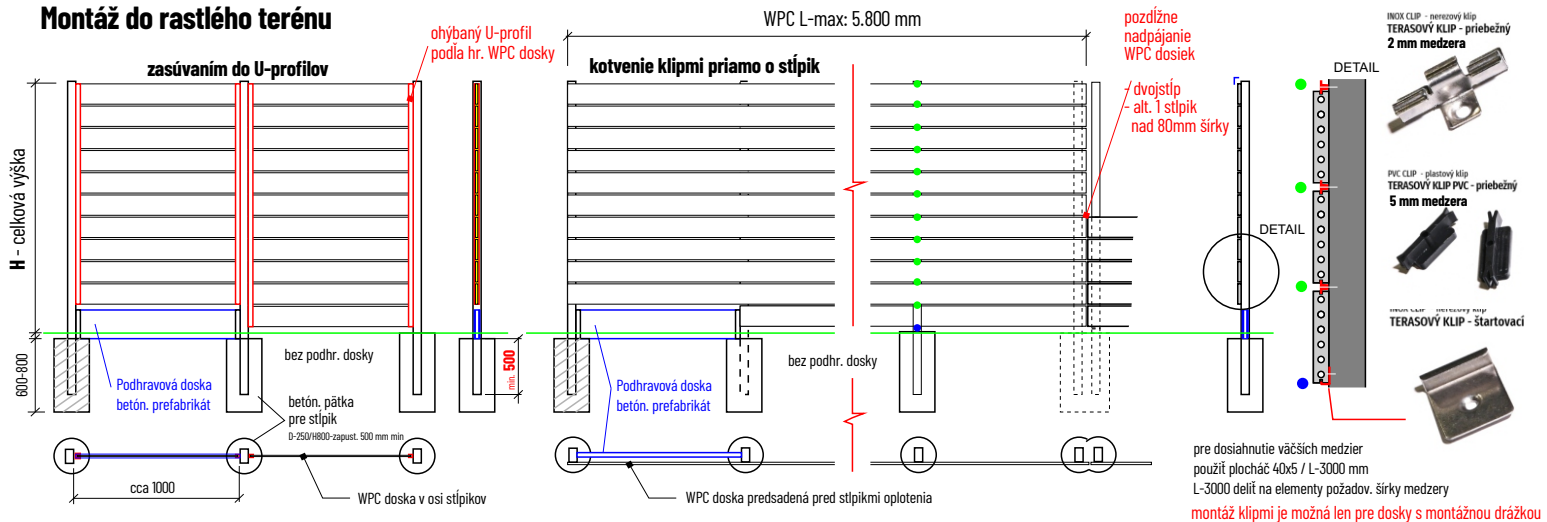 Montáž do rastlého terénu
zasúvaním do U-profilov
ohýbaný U-profil
podľa hr. WPC dosky
H - celková výška
600-800
Podhravová doska
betón. prefabrikát
betón. pätka
pre stĺpik
D-250/H800-zapust. 500 mm min
bez podhr. dosky
min. 500
cca 1000
WPC doska v osi stĺpikov
WPC L-max: 5.800 mm
kotvenie klipmi priamo o stĺpik
pozdĺžne
nadpájanie
WPC dosiek
- dvojstĺp
- alt. 1 stlpik
nad 80mm šírky
Podhravová doska
betón. prefabrikát
bez podhr. dosky
WPC doska predsadená pred stlpikmi oplotenia
DETAIL
DETAIL
INOX CLIP - nerezový klip
TERASOVÝ KLIP - priebežný
2 mm medzera
PVC CLIP - plastový klip
TERASOVÝ KLIP PVC - priebežný
5 mm medzera
INOX CLIP - nerezový klip
TERASOVÝ KLIP - štartovací
pre dosiahnutie väčších medzier
použiť plocháč 40x5 / L-3000 mm
L-3000 deliť na elementy požadov. šírky medzery
montáž klipmi je možná len pre dosky s montážnou drážkou